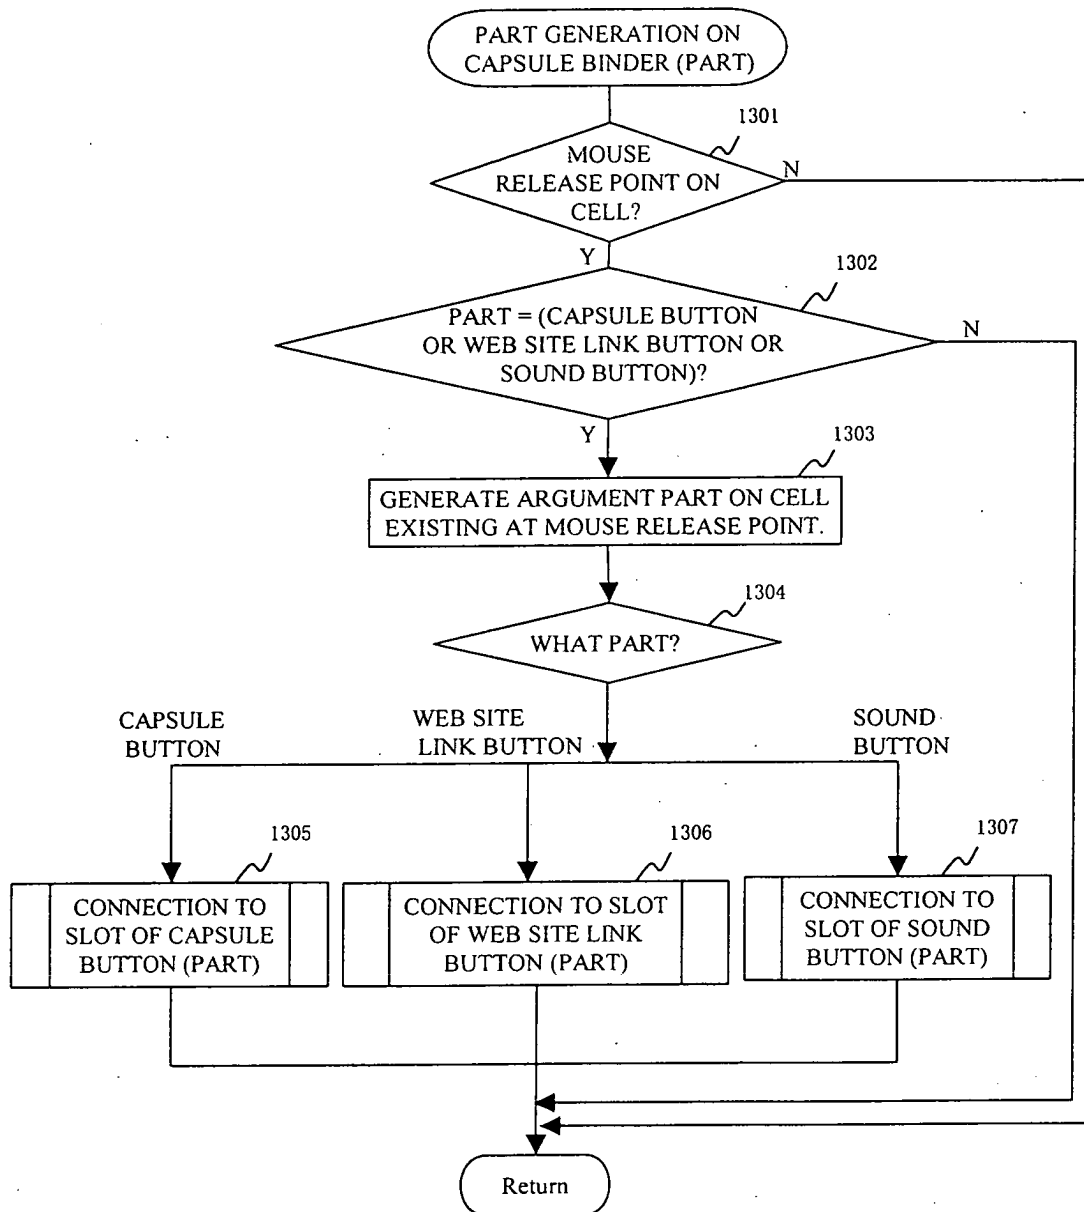 PART GENERATION ON
CAPSULE BINDER (PART)
1301
MOUSE
RELEASE POINT ON
CELL?
N
Y
1302
PART = (CAPSULE BUTTON
OR WEB SITE LINK BUTTON OR
SOUND BUTTON)?
N
Y
1303
GENERATE ARGUMENT PART ON CELL
EXISTING AT MOUSE RELEASE POINT.
1304
WHAT PART?
CAPSULE
BUTTON
WEB SITE
LINK BUTTON
SOUND
BUTTON
1305
CONNECTION TO
SLOT OF CAPSULE
BUTTON (PART)
1306
CONNECTION TO SLOT
OF WEB SITE LINK
BUTTON (PART)
1307
CONNECTION TO
SLOT OF SOUND
BUTTON (PART)
Return